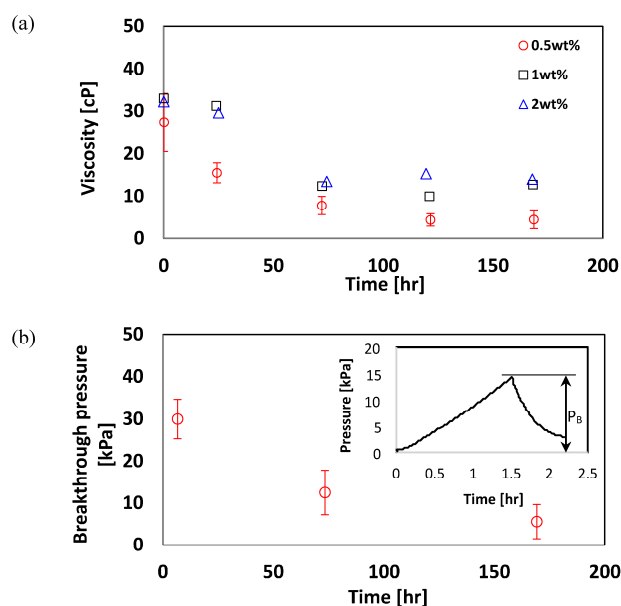 (a)
50
40
30
20
10
0
Viscosity [cP]
0.5wt%
1wt%
2wt%
0 50 100 150 200
Time [hr]
(b)
50
40
30
20
10
0
Breakthrough pressure
[kPa]
20
15
10
5
0
Pressure [kPa]
P_B
0 0.5 1 1.5 2 2.5
Time [hr]
0 50 100 150 200
Time [hr]